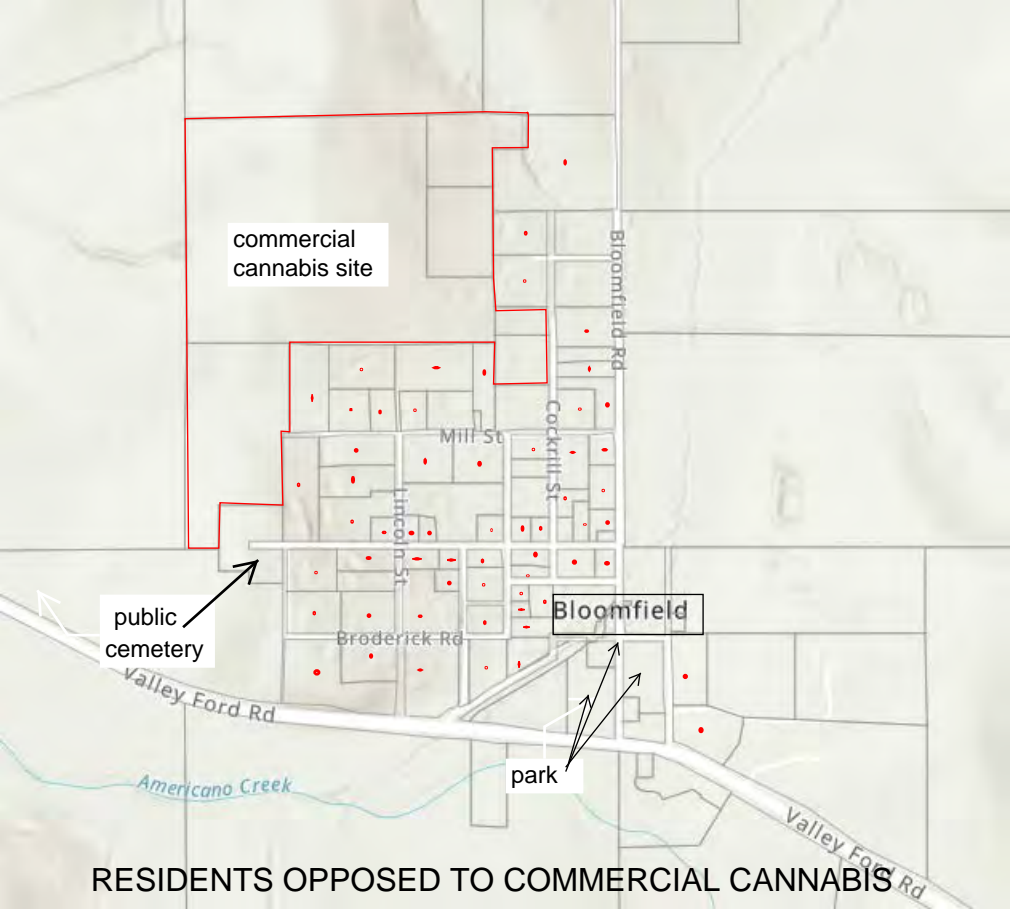 commercial
cannabis site
Bloomfield Rd
Cockrill St
Mill St
Lincoln St
public
cemetery
Bloomfield
Broderick Rd
Valley Ford Rd
park
Americano Creek
Valley Ford Rd
RESIDENTS OPPOSED TO COMMERCIAL CANNABIS